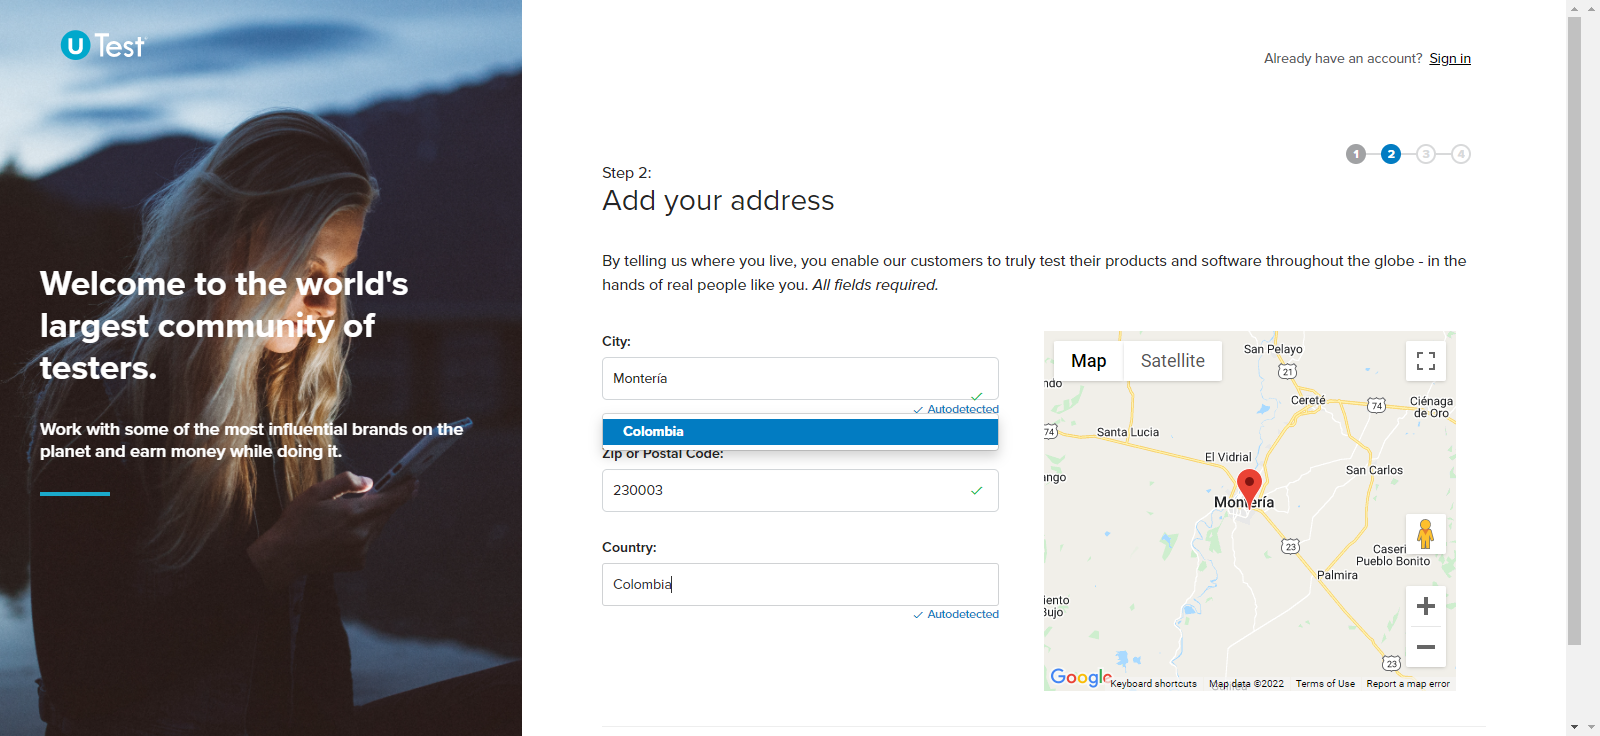 uTest
Already have an account? Sign in
1 2 3 4
Step 2:
Add your address
By telling us where you live, you enable our customers to truly test their products and software throughout the globe - in the
hands of real people like you. All fields required.
Welcome to the world's
largest community of
testers.
Work with some of the most influential brands on the
planet and earn money while doing it.
City:
Montería
Autodetected
Colombia
Zip or Postal Code:
230003
Country:
Colombia
Autodetected
Map Satellite
San Pelayo
21
ndo
Cereté
74
Ciénaga
de Oro
74
Santa Lucia
El Vidrial
San Carlos
ango
Montería
23
Caserí
Pueblo Bonito
Palmira
iento
Bujo
23
Google
Keyboard shortcuts Map data ©2022 Terms of Use Report a map error